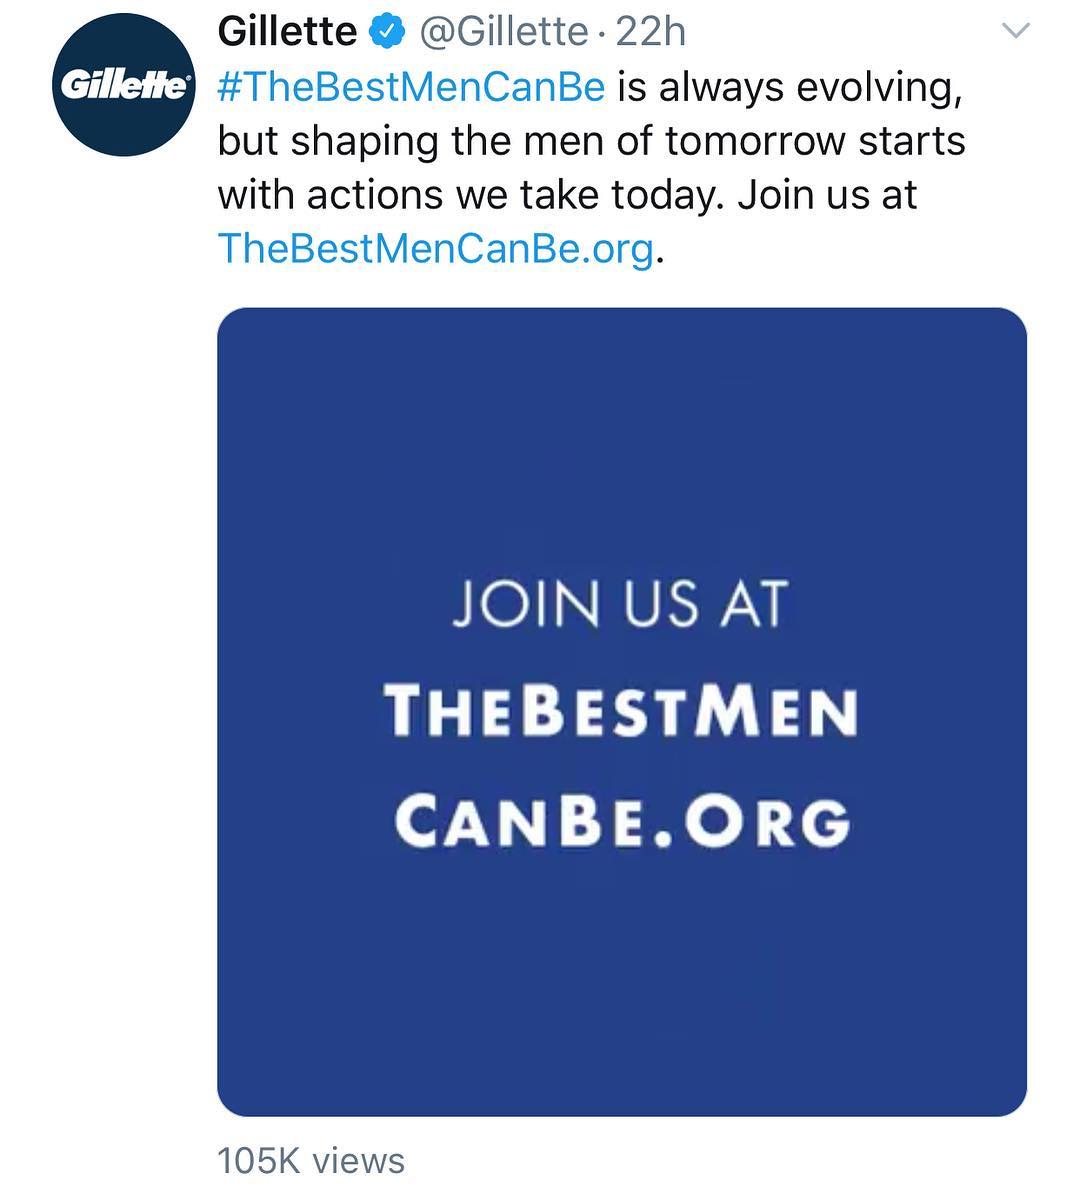 Gillette @Gillette · 22h
Gillette
#TheBestMenCanBe is always evolving,
but shaping the men of tomorrow starts
with actions we take today. Join us at
TheBestMenCanBe.org.
JOIN US AT
THEBESTMEN
CANBE.ORG
105K views